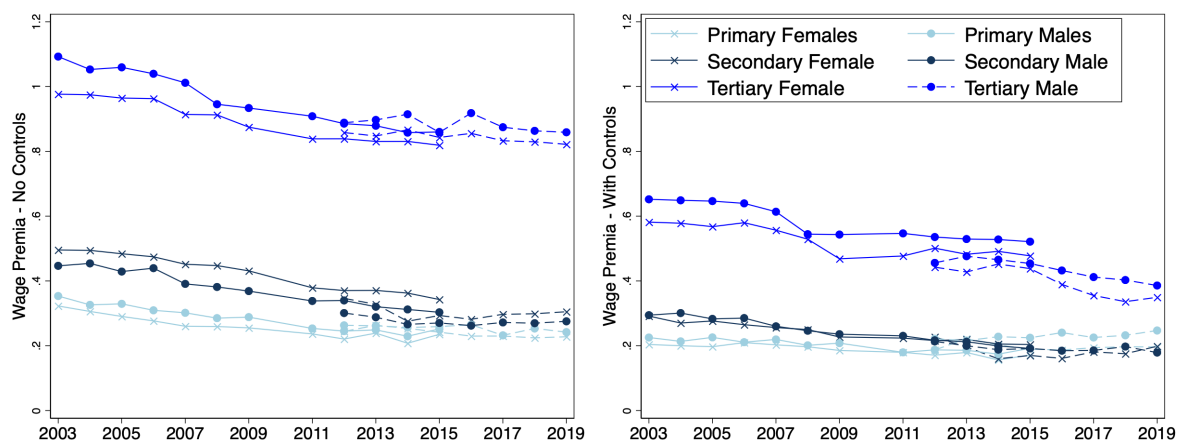 Wage Premia - No Controls
1.2
1
.8
.6
.4
.2
0
2003 2005 2007 2009 2011 2013 2015 2017 2019
Wage Premia - With Controls
1.2
1
.8
.6
.4
.2
0
Primary Females Primary Males
Secondary Female Secondary Male
Tertiary Female Tertiary Male
2003 2005 2007 2009 2011 2013 2015 2017 2019